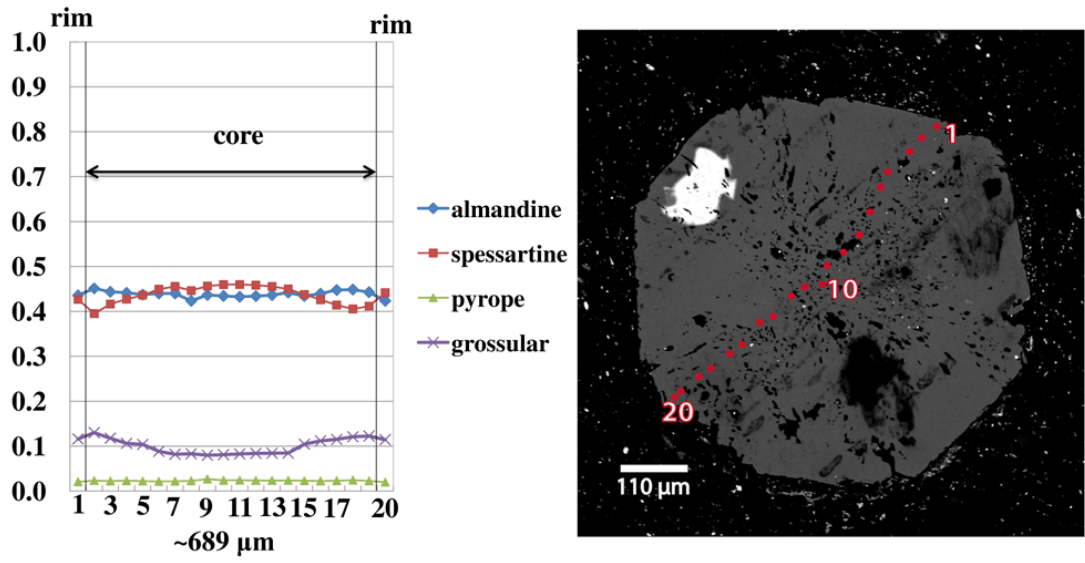 rim
rim
1.0
0.9
0.8
0.7
0.6
0.5
0.4
0.3
0.2
0.1
0.0
core
almandine
spessartine
pyrope
grossular
1 3 5 7 9 11 13 15 17 20
~689 µm
1
10
20
110 µm